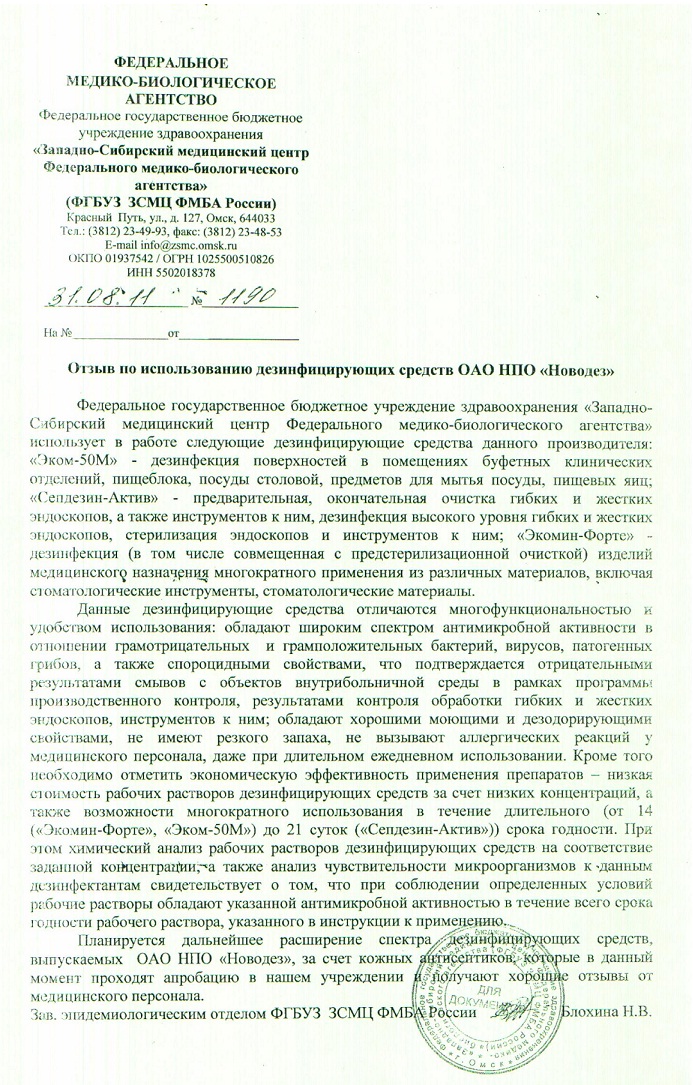 ФЕДЕРАЛЬНОЕ
МЕДИКО-БИОЛОГИЧЕСКОЕ
АГЕНТСТВО
Федеральное государственное бюджетное
учреждение здравоохранения
«Западно-Сибирский медицинский центр
Федерального медико-биологического
агентства»
(ФГБУЗ ЗСМЦ ФМБА России)
Красный Путь, ул., д. 127, Омск, 644033
Тел.: (3812) 23-49-93, факс: (3812) 23-48-53
E-mail info@zsmc.omsk.ru
ОКПО 01937542 / ОГРН 1025500510826
ИНН 5502018378
31.08.11 № 1190
На №________________от____________________
Отзыв по использованию дезинфицирующих средств ОАО НПО «Новодез»
Федеральное государственное бюджетное учреждение здравоохранения «Западно-
Сибирский медицинский центр Федерального медико-биологического агентства»
использует в работе следующие дезинфицирующие средства данного производителя:
«Эком-50М» - дезинфекция поверхностей в помещениях буфетных клинических
отделений, пищеблока, посуды столовой, предметов для мытья посуды, пищевых яиц;
«Сепдезин-Актив» - предварительная, окончательная очистка гибких и жестких
эндоскопов, а также инструментов к ним, дезинфекция высокого уровня гибких и жестких
эндоскопов, стерилизация эндоскопов и инструментов к ним; «Экомин-Форте» -
дезинфекция (в том числе совмещенная с предстерилизационной очисткой) изделий
медицинского назначения многократного применения из различных материалов, включая
стоматологические инструменты, стоматологические материалы.
Данные дезинфицирующие средства отличаются многофункциональностью и
удобством использования: обладают широким спектром антимикробной активности в
отношении грамотрицательных и грамположительных бактерий, вирусов, патогенных
грибов, а также спороцидными свойствами, что подтверждается отрицательными
результатами смывов с объектов внутрибольничной среды в рамках программы
производственного контроля, результатами контроля обработки гибких и жестких
эндоскопов, инструментов к ним; обладают хорошими моющими и дезодорирующими
свойствами, не имеют резкого запаха, не вызывают аллергических реакций у
медицинского персонала, даже при длительном ежедневном использовании. Кроме того
необходимо отметить экономическую эффективность применения препаратов – низкая
стоимость рабочих растворов дезинфицирующих средств за счет низких концентраций, а
также возможности многократного использования в течение длительного (от 14
(«Экомин-Форте», «Эком-50М») до 21 суток («Сепдезин-Актив»)) срока годности. При
этом химический анализ рабочих растворов дезинфицирующих средств на соответствие
заданной концентрации, а также анализ чувствительности микроорганизмов к данным
дезинфектантам свидетельствует о том, что при соблюдении определенных условий
рабочие растворы обладают указанной антимикробной активностью в течение всего срока
годности рабочего раствора, указанного в инструкции к применению.
Планируется дальнейшее расширение спектра дезинфицирующих средств,
выпускаемых ОАО НПО «Новодез», за счет кожных антисептиков, которые в данный
момент проходят апробацию в нашем учреждении и получают хорошие отзывы от
медицинского персонала.
Зав. эпидемиологическим отделом ФГБУЗ ЗСМЦ ФМБА России Блохина Н.В.
ДЛЯ
ДОКУМЕНТОВ
г. Омск